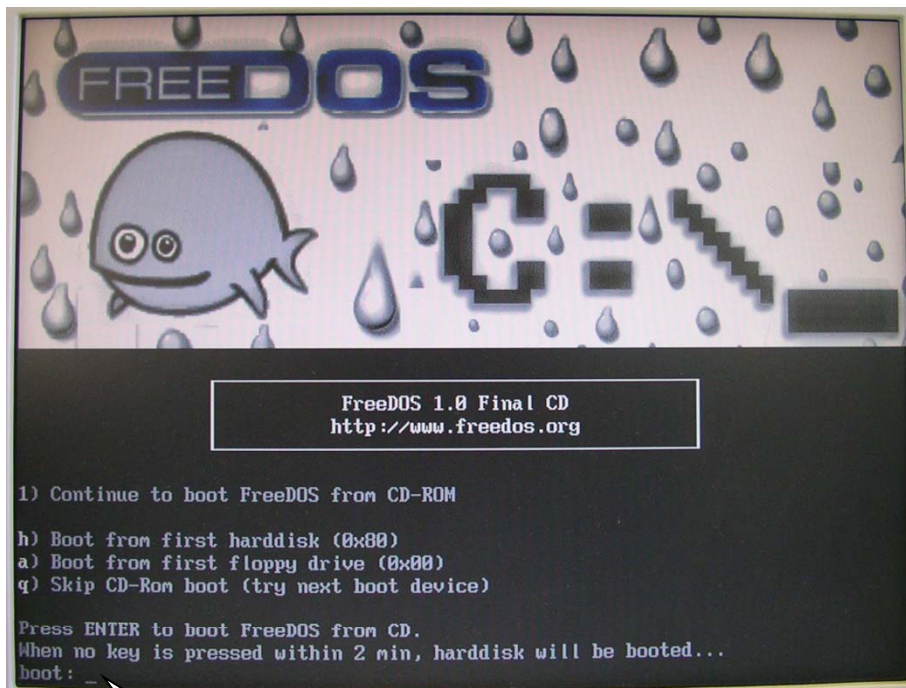 FREEDOS
C:\_
FreeDOS 1.0 Final CD
http://www.freedos.org
1) Continue to boot FreeDOS from CD-ROM
h) Boot from first harddisk (0x80)
a) Boot from first floppy drive (0x00)
q) Skip CD-Rom boot (try next boot device)
Press ENTER to boot FreeDOS from CD.
When no key is pressed within 2 min, harddisk will be booted...
boot: _